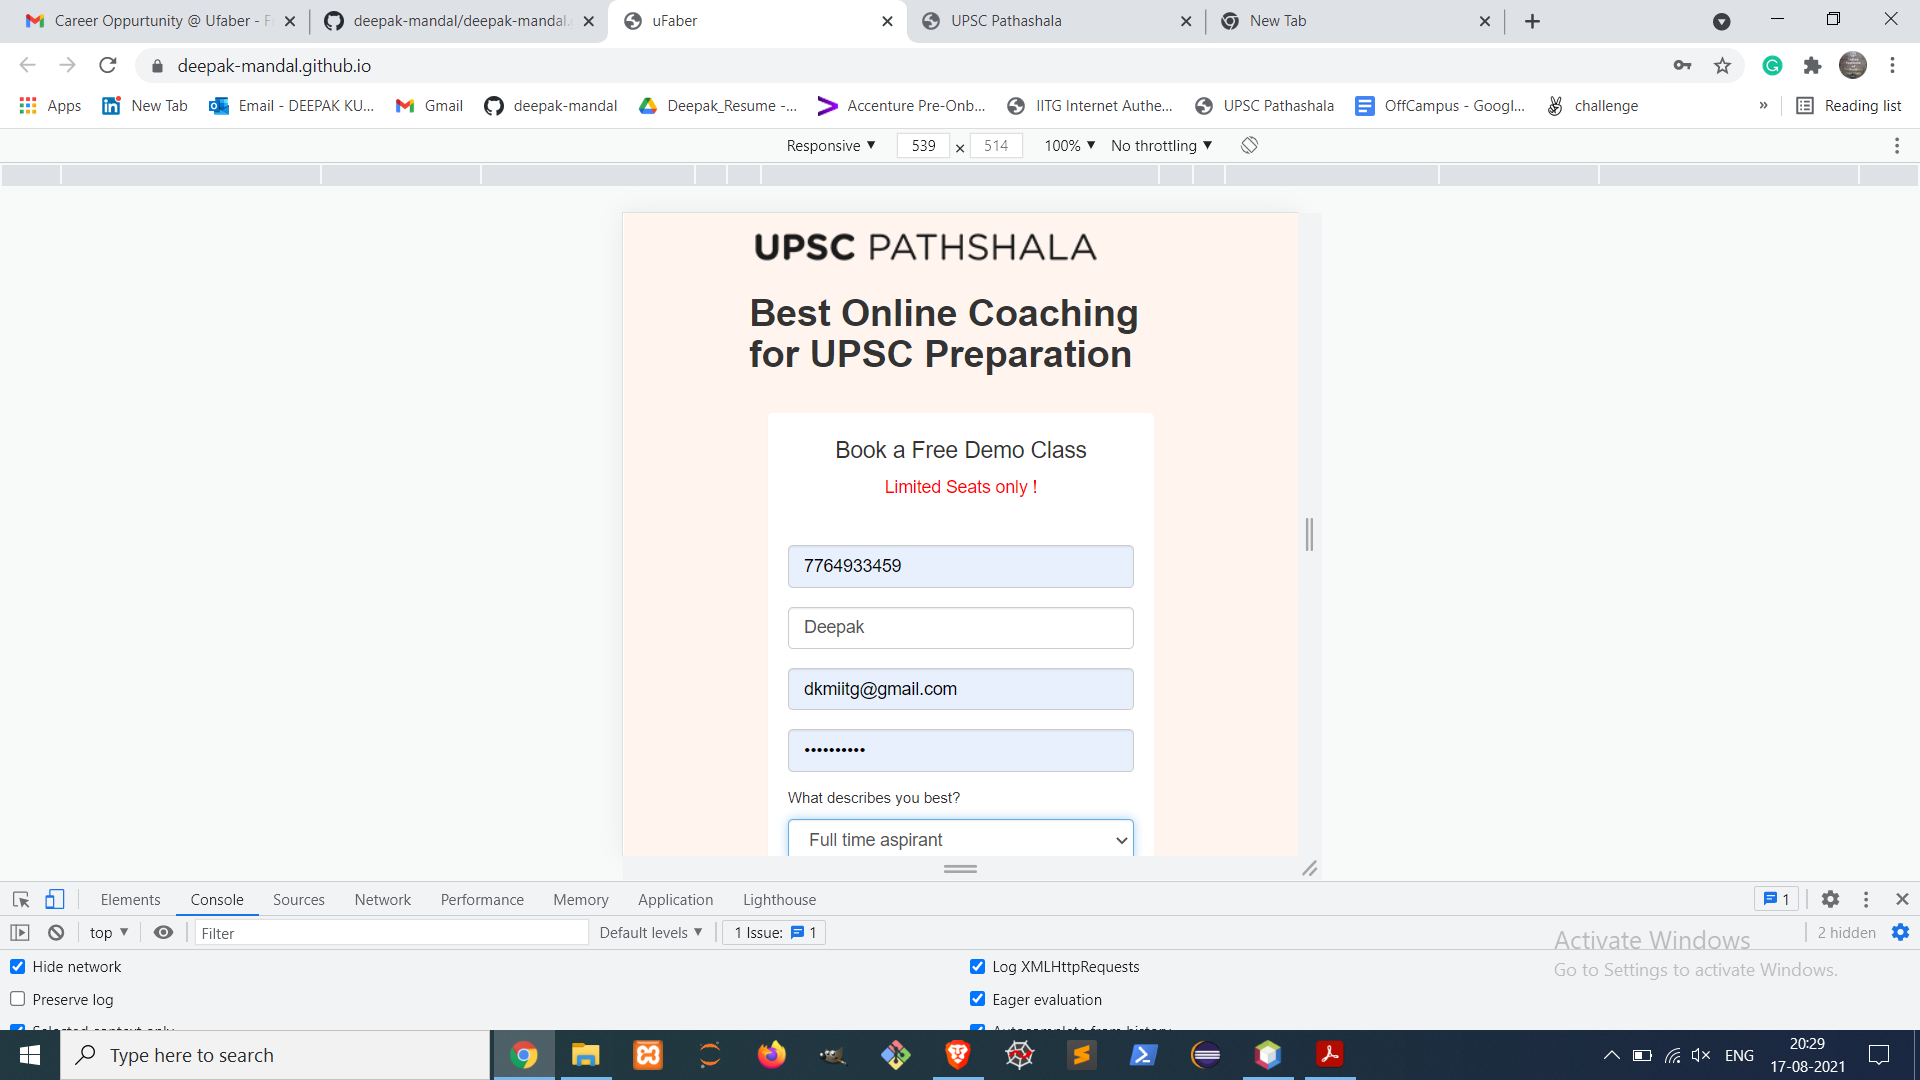 Career Oppurtunity @ Ufaber - F
deepak-mandal/deepak-mandal.
uFaber
UPSC Pathashala
New Tab
deepak-mandal.github.io
Apps
New Tab
Email - DEEPAK KU...
Gmail
deepak-mandal
Deepak_Resume -...
Accenture Pre-Onb...
IITG Internet Authe...
UPSC Pathashala
OffCampus - Googl...
challenge
»
Reading list
Responsive ▼
539 × 514
100% ▼
No throttling ▼
UPSC PATHSHALA
Best Online Coaching
for UPSC Preparation
Book a Free Demo Class
Limited Seats only !
7764933459
Deepak
dkmiitg@gmail.com
••••••••••
What describes you best?
Full time aspirant
Elements
Console
Sources
Network
Performance
Memory
Application
Lighthouse
1
top ▼
Filter
Default levels ▼
1 Issue: 1
2 hidden
Activate Windows
Go to Settings to activate Windows.
Hide network
Log XMLHttpRequests
Preserve log
Eager evaluation
Selected context only
Autocomplete from history
Type here to search
ENG
20:29
17-08-2021